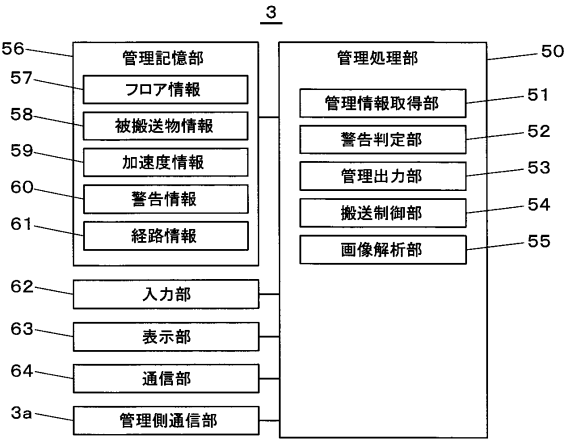 3
56
管理記憶部
57
フロア情報
58
被搬送物情報
59
加速度情報
60
警告情報
61
経路情報
62
入力部
63
表示部
64
通信部
3a
管理側通信部
管理処理部
50
管理情報取得部
51
警告判定部
52
管理出力部
53
搬送制御部
54
画像解析部
55